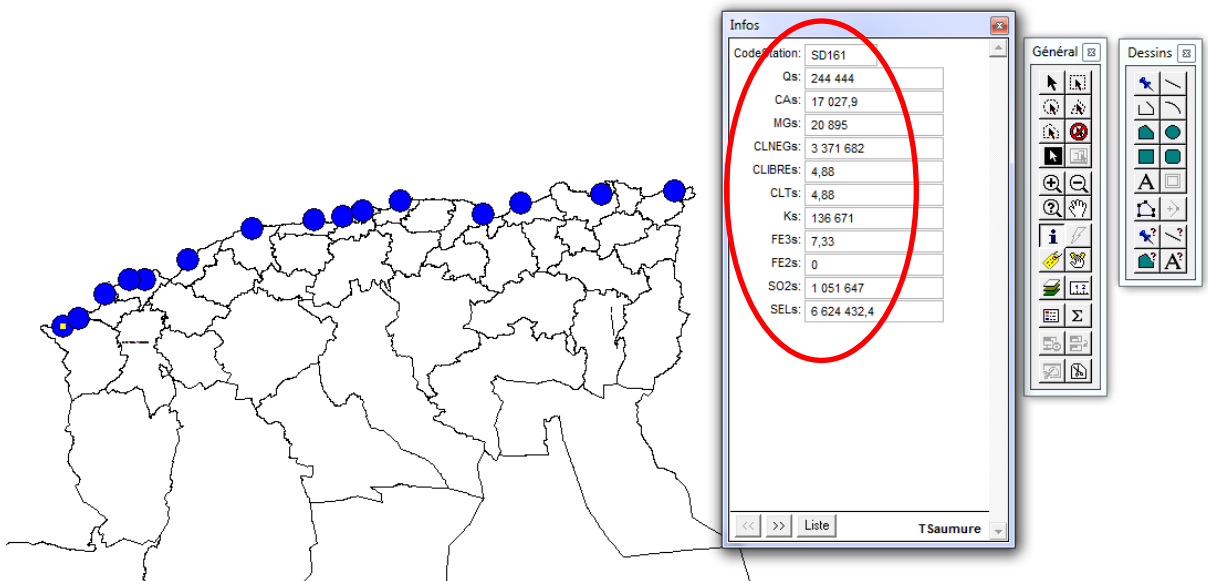 Infos
CodeStation: SD161
Qs: 244 444
CAs: 17 027,9
MGs: 20 895
CLNEGs: 3 371 682
CLIBREs: 4,88
CLTs: 4,88
Ks: 136 671
FE3s: 7,33
FE2s: 0
SO2s: 1 051 647
SELs: 6 624 432,4
<< >> Liste TSaumure
Général
Dessins